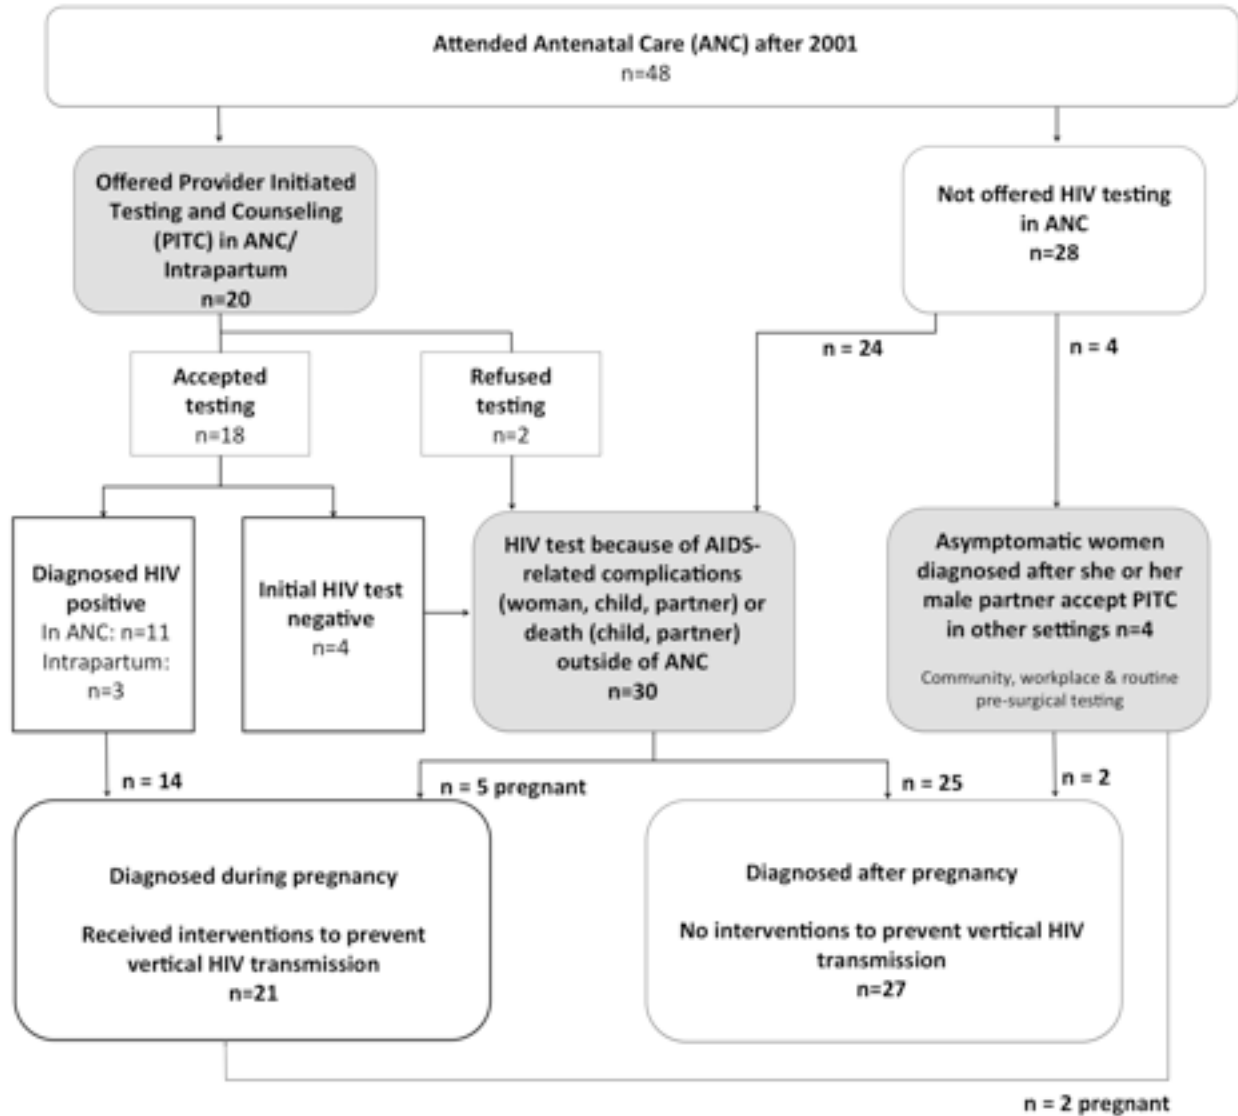 Attended Antenatal Care (ANC) after 2001
n=48
Offered Provider Initiated
Testing and Counseling
(PITC) in ANC/
Intrapartum
n=20
Not offered HIV testing
in ANC
n=28
n = 24
n = 4
Accepted
testing
n=18
Refused
testing
n=2
Diagnosed HIV
positive
In ANC: n=11
Intrapartum:
n=3
Initial HIV test
negative
n=4
HIV test because of AIDS-
related complications
(woman, child, partner) or
death (child, partner)
outside of ANC
n=30
Asymptomatic women
diagnosed after she or her
male partner accept PITC
in other settings n=4
Community, workplace & routine
pre-surgical testing
n = 14
n = 5 pregnant
n = 25
n = 2
Diagnosed during pregnancy
Received interventions to prevent
vertical HIV transmission
n=21
Diagnosed after pregnancy
No interventions to prevent vertical HIV
transmission
n=27
n = 2 pregnant